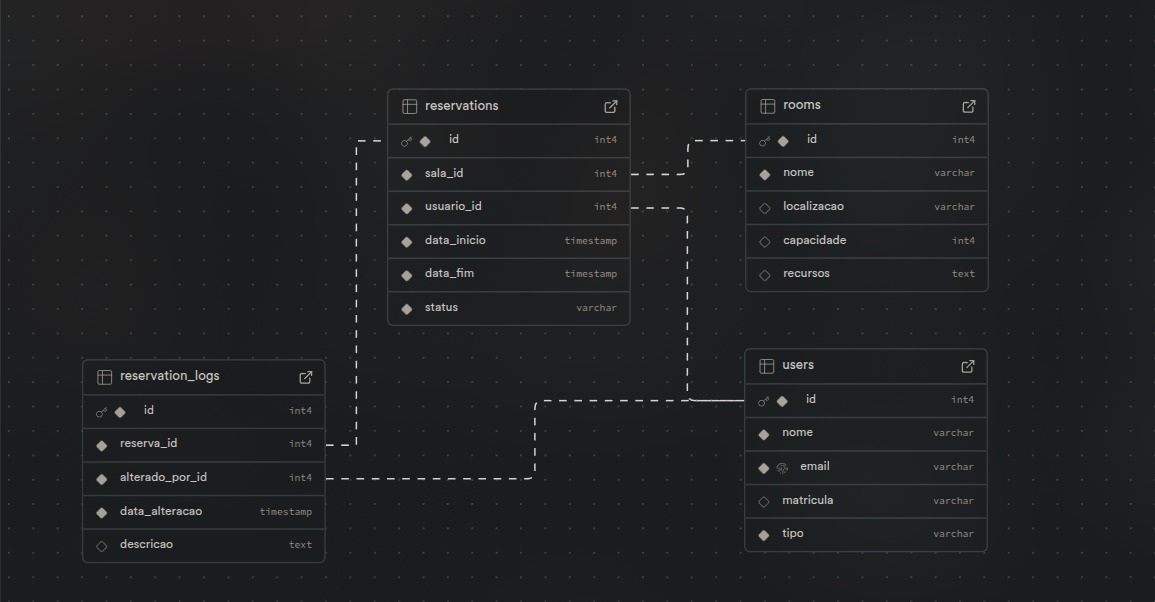 reservations
id int4
sala_id int4
usuario_id int4
data_inicio timestamp
data_fim timestamp
status varchar
rooms
id int4
nome varchar
localizacao varchar
capacidade int4
recursos text
reservation_logs
id int4
reserva_id int4
alterado_por_id int4
data_alteracao timestamp
descricao text
users
id int4
nome varchar
email varchar
matricula varchar
tipo varchar